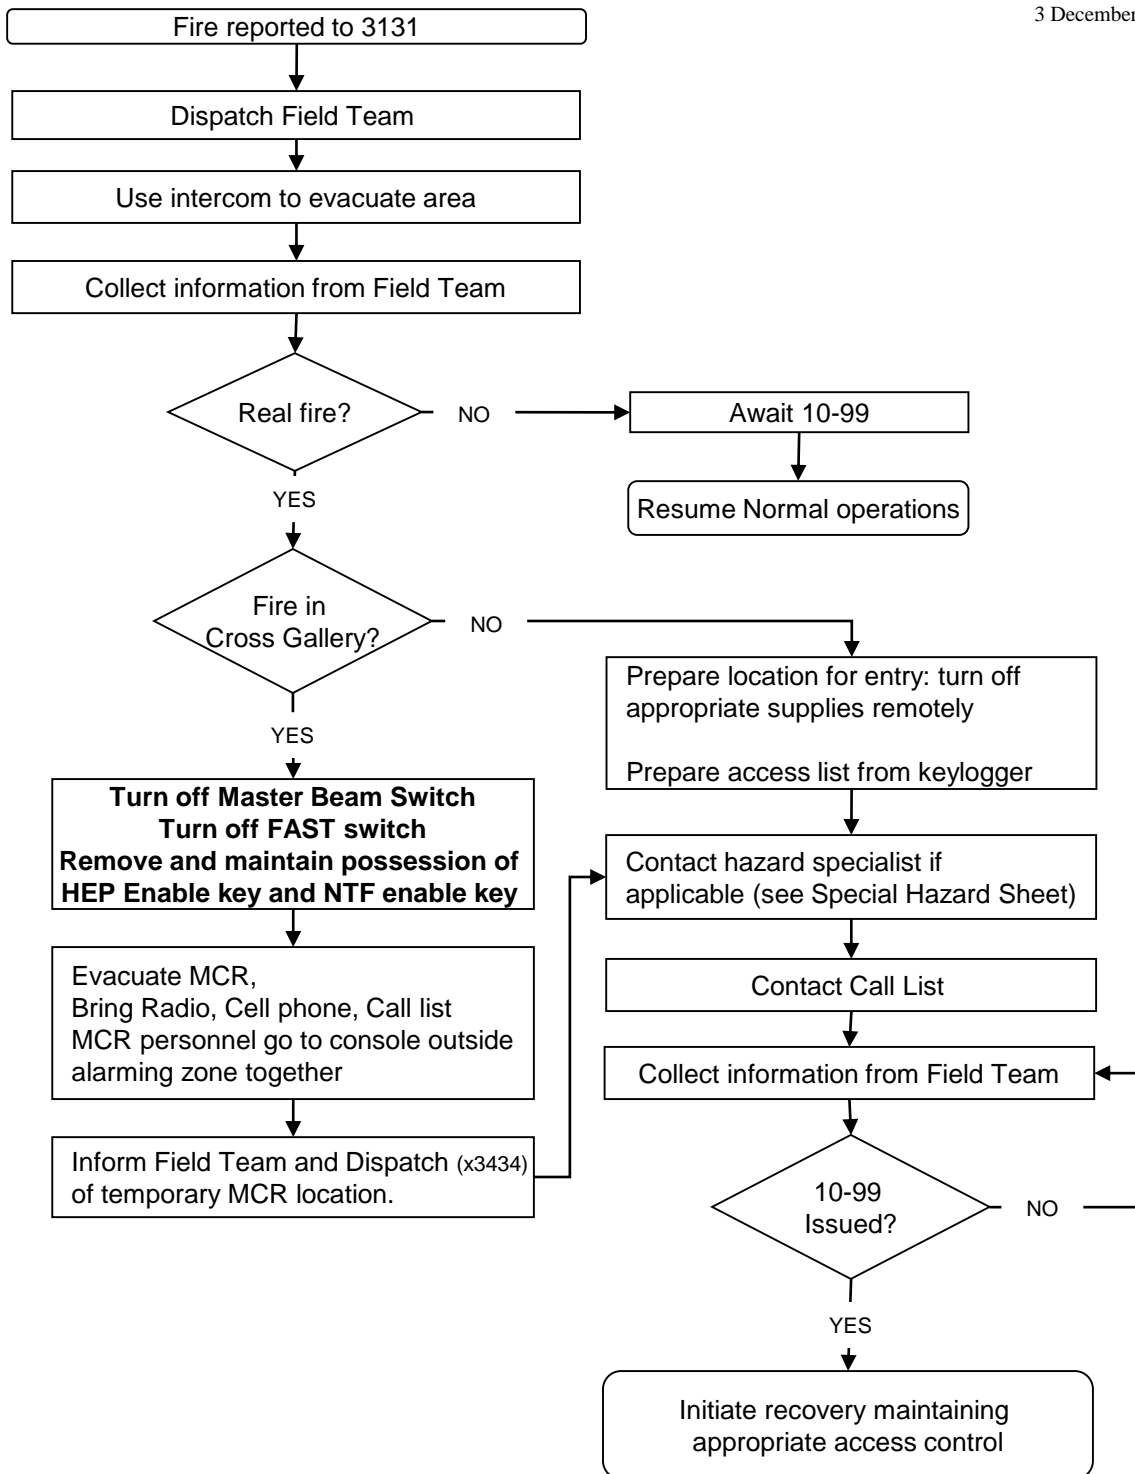 3 December
Fire reported to 3131
Dispatch Field Team
Use intercom to evacuate area
Collect information from Field Team
Real fire?
NO
Await 10-99
Resume Normal operations
YES
Fire in
Cross Gallery?
NO
Prepare location for entry: turn off
appropriate supplies remotely
Prepare access list from keylogger
YES
Turn off Master Beam Switch
Turn off FAST switch
Remove and maintain possession of
HEP Enable key and NTF enable key
Evacuate MCR,
Bring Radio, Cell phone, Call list
MCR personnel go to console outside
alarming zone together
Inform Field Team and Dispatch (x3434)
of temporary MCR location.
Contact hazard specialist if
applicable (see Special Hazard Sheet)
Contact Call List
Collect information from Field Team
10-99
Issued?
NO
YES
Initiate recovery maintaining
appropriate access control